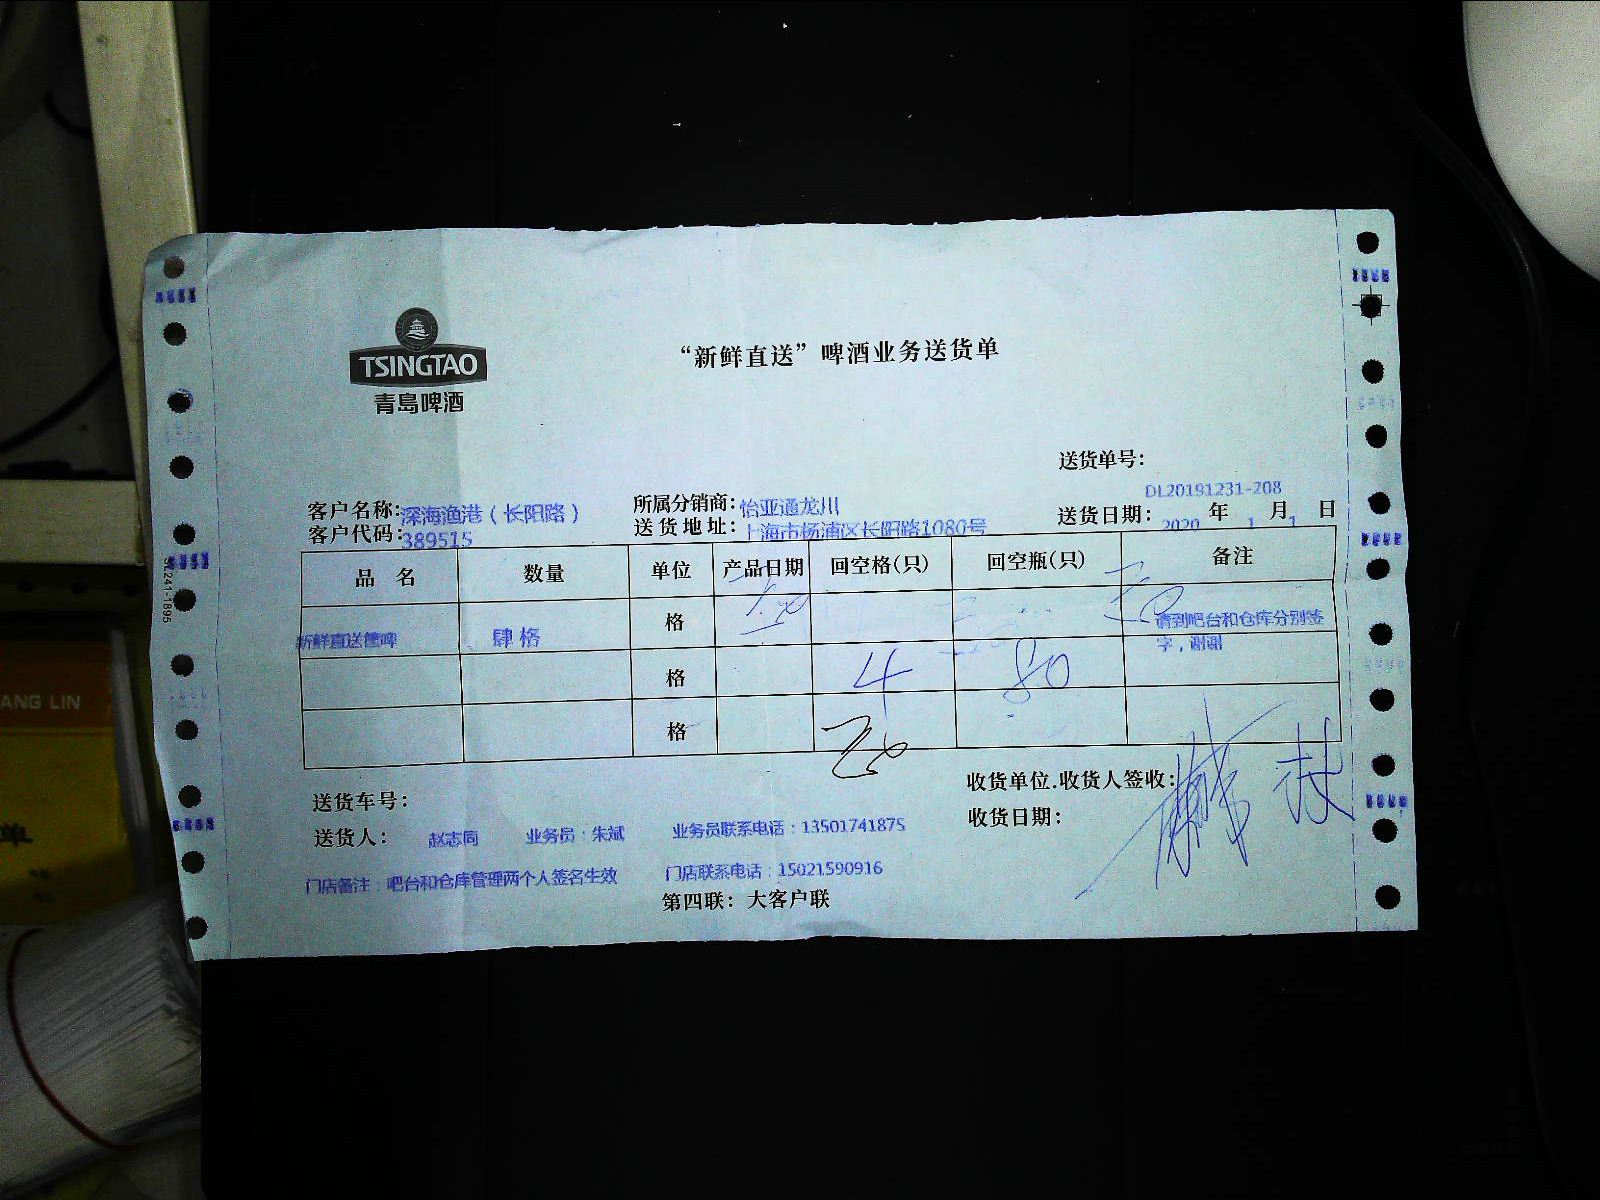 TSINGTAO
青島啤酒
“新鲜直送”啤酒业务送货单
送货单号:
DL20191231-208
客户名称:深海渔港（长阳路） 所属分销商:怡亚通龙川
客户代码:389515 送货地址:上海市杨浦区长阳路1080号 送货日期: 2020 年 1 月 1 日
品 名 数量 单位 产品日期 回空格(只) 回空瓶(只) 备注
新鲜直送鲜啤 肆格 格 请到吧台和仓库分别签
字，谢谢
格 4 80
格
送货车号: 收货单位.收货人签收:
送货人: 赵志同 业务员：朱斌 业务员联系电话：13501741875 收货日期:
门店备注：吧台和仓库管理两个人签名生效 门店联系电话：15021590916
第四联：大客户联
ANG LIN
单